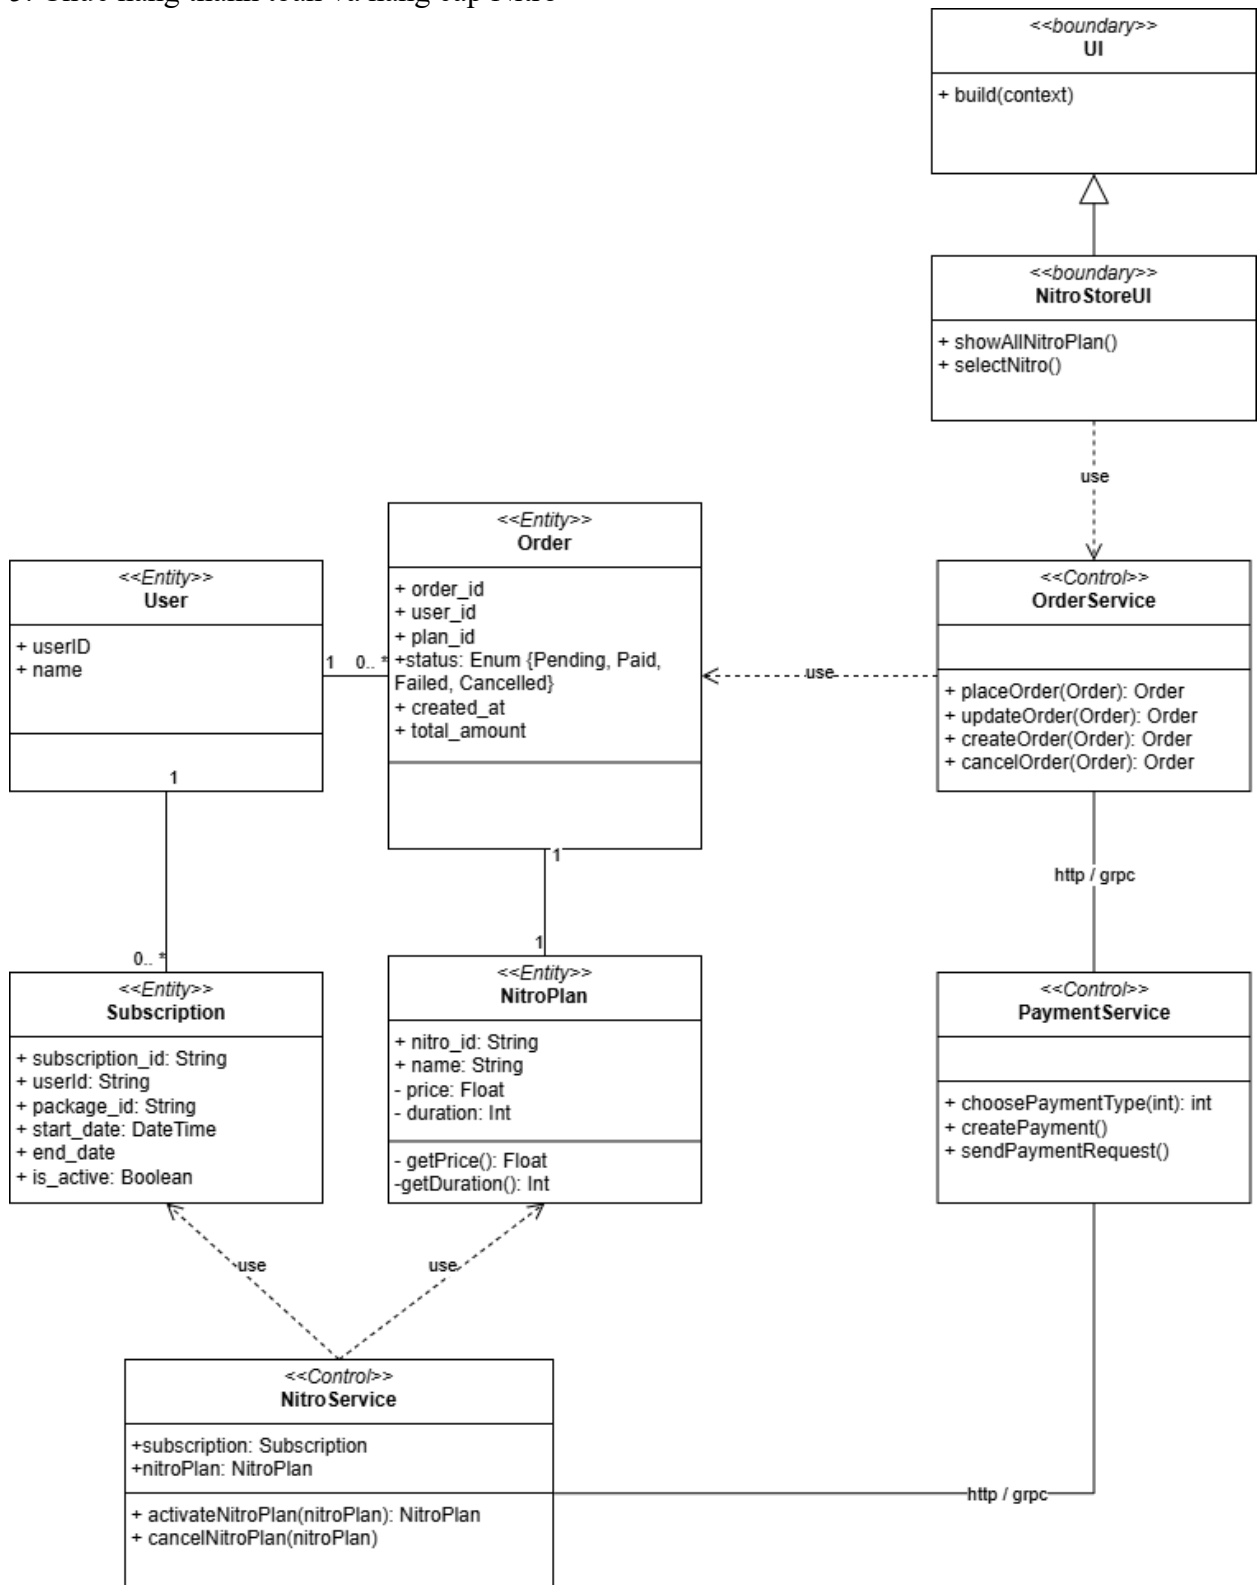 <<boundary>>
UI
+ build(context)
<<boundary>>
NitroStoreUI
+ showAllNitroPlan()
+ selectNitro()
use
<<Entity>>
Order
+ order_id
+ user_id
+ plan_id
+status: Enum {Pending, Paid,
Failed, Cancelled}
+ created_at
+ total_amount
<<Entity>>
User
+ userID
+ name
1
0.. *
use
<<Control>>
OrderService
+ placeOrder(Order): Order
+ updateOrder(Order): Order
+ createOrder(Order): Order
+ cancelOrder(Order): Order
1
0.. *
1
1
http / grpc
<<Entity>>
Subscription
+ subscription_id: String
+ userId: String
+ package_id: String
+ start_date: DateTime
+ end_date
+ is_active: Boolean
<<Entity>>
NitroPlan
+ nitro_id: String
+ name: String
- price: Float
- duration: Int
- getPrice(): Float
-getDuration(): Int
<<Control>>
PaymentService
+ choosePaymentType(int): int
+ createPayment()
+ sendPaymentRequest()
use
use
<<Control>>
NitroService
+subscription: Subscription
+nitroPlan: NitroPlan
+ activateNitroPlan(nitroPlan): NitroPlan
+ cancelNitroPlan(nitroPlan)
http / grpc